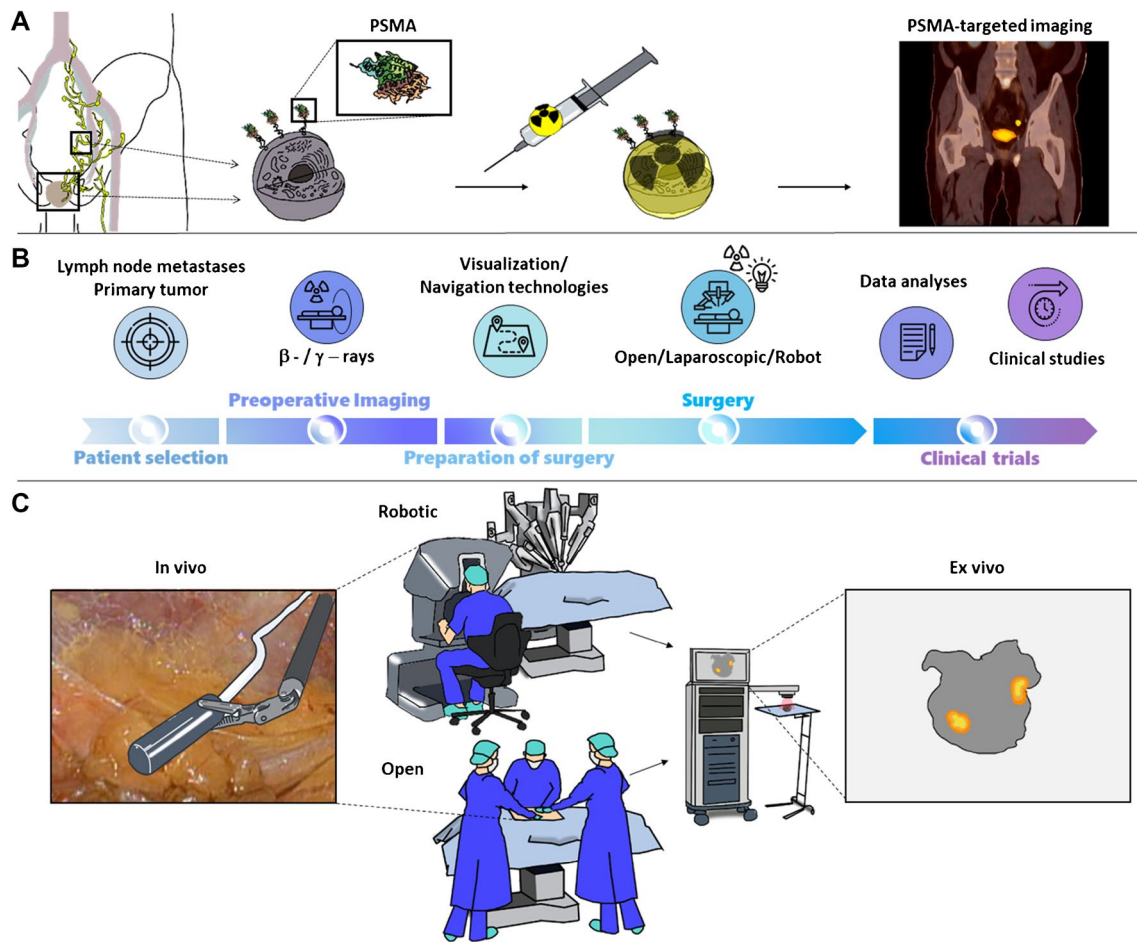 A
PSMA
PSMA-targeted imaging
B
Lymph node metastases
Primary tumor
β - / γ – rays
Visualization/
Navigation technologies
Open/Laparoscopic/Robot
Data analyses
Clinical studies
Preoperative Imaging
Surgery
Patient selection
Preparation of surgery
Clinical trials
C
Robotic
In vivo
Ex vivo
Open